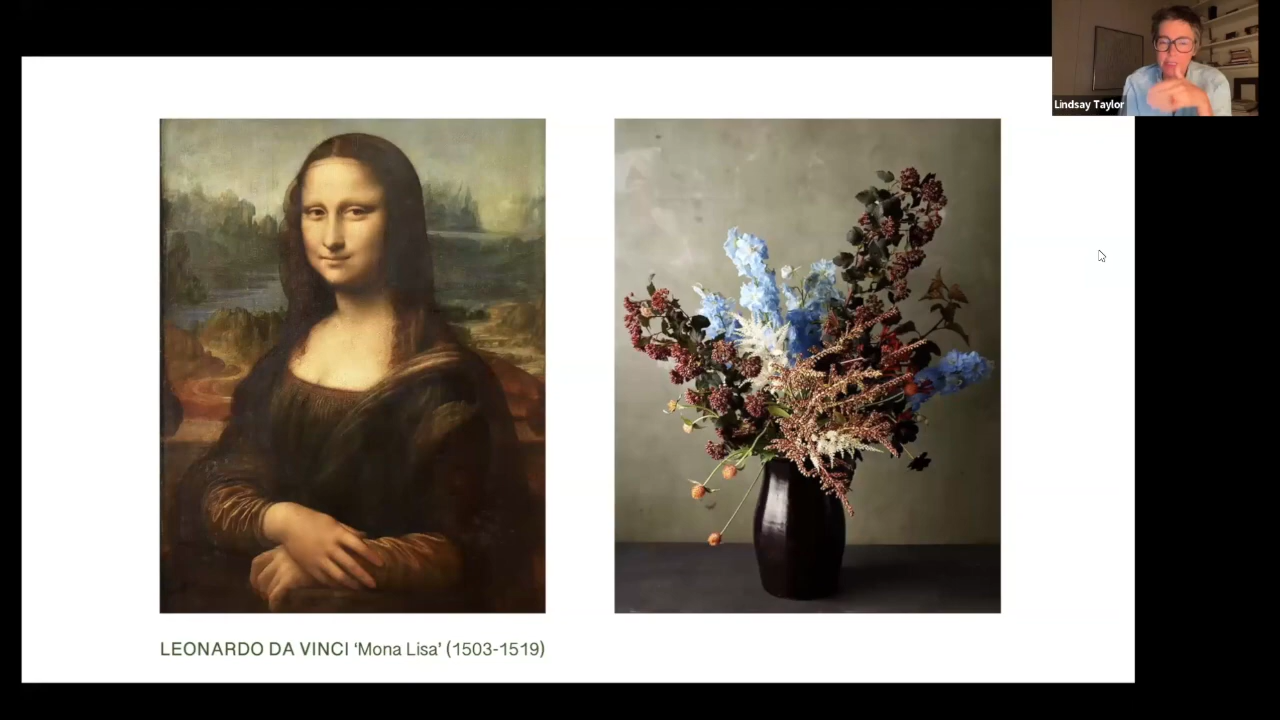 Lindsay Taylor
LEONARDO DA VINCI ‘Mona Lisa’ (1503-1519)